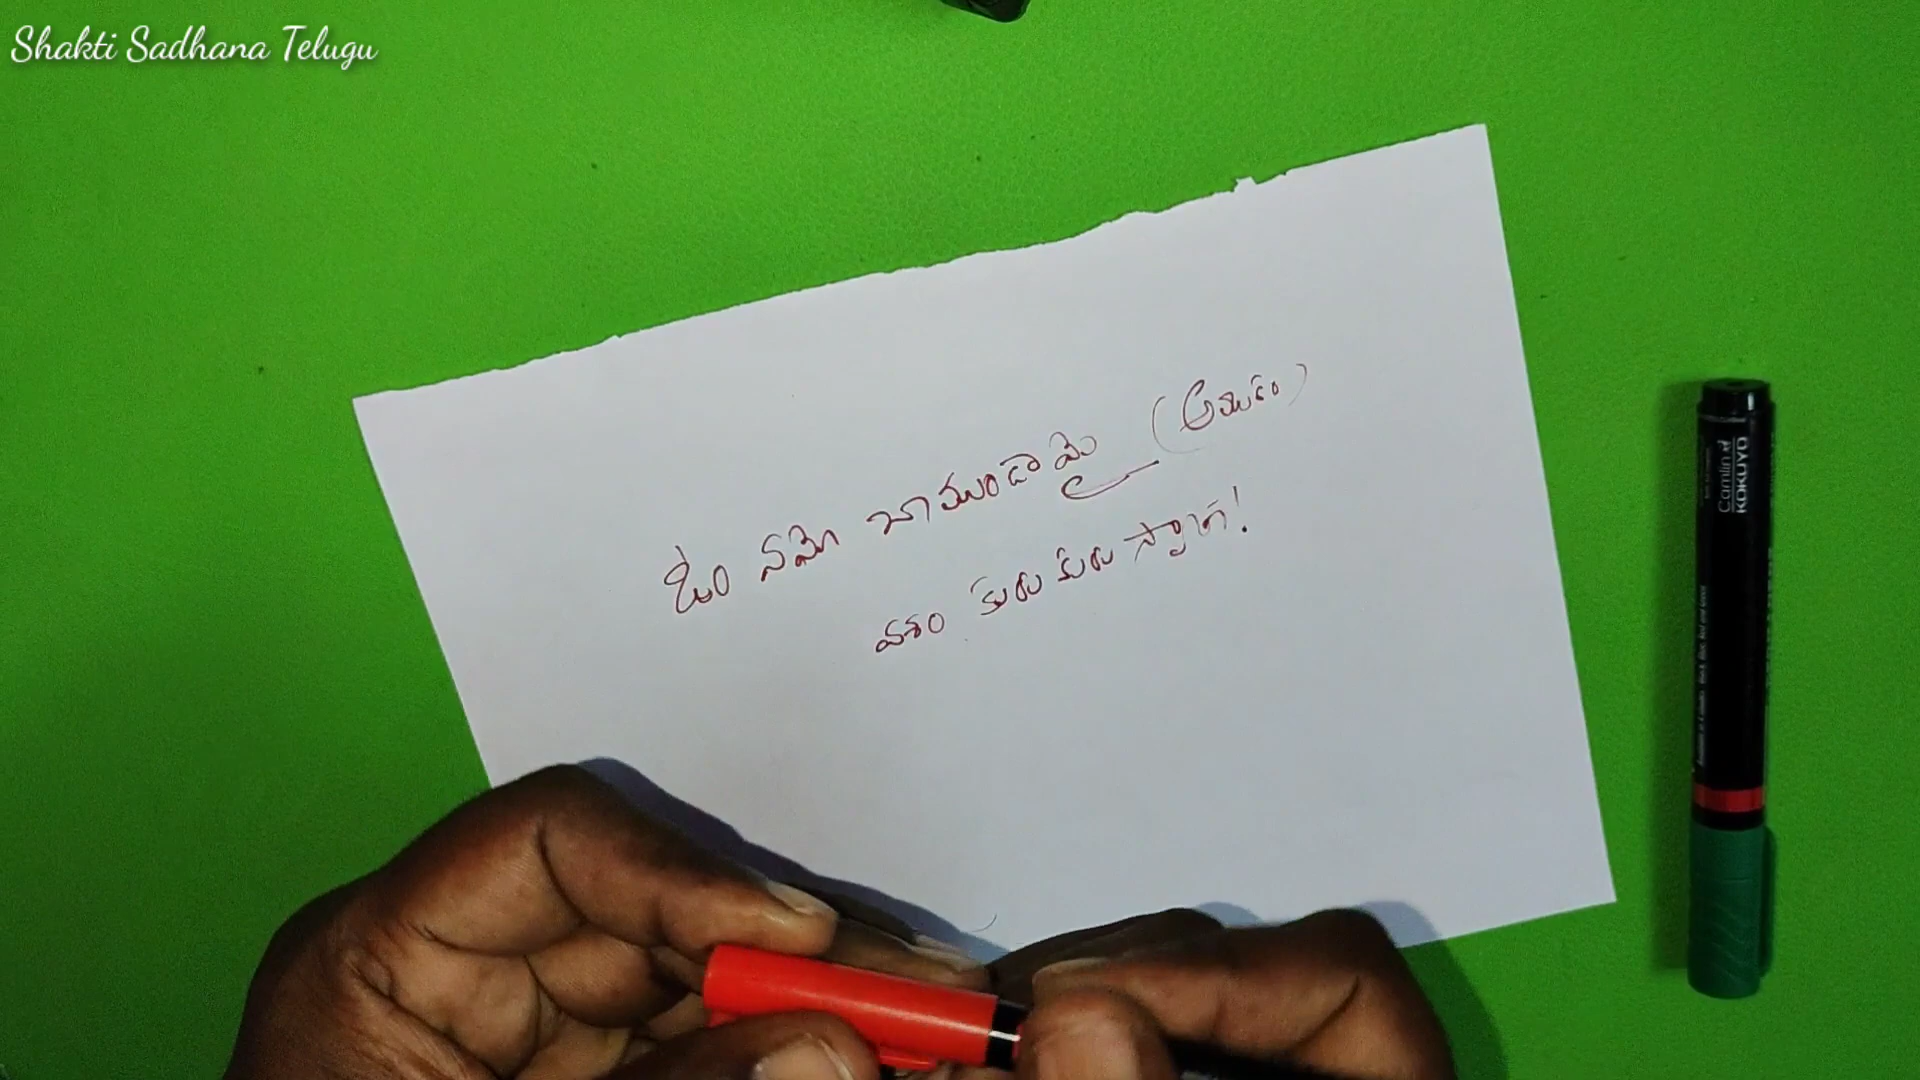 Shakti Sadhana Telugu
ఓం నమో చాముండామై (అముకం)
వశం కురు కురు స్వాహా!
Camlin
KOKUYO